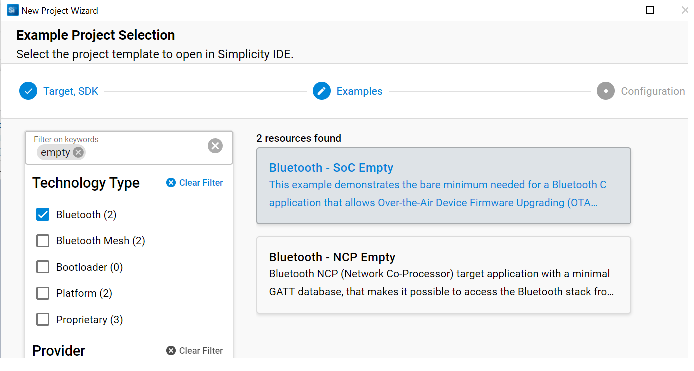 New Project Wizard
Example Project Selection
Select the project template to open in Simplicity IDE.
Target, SDK
Examples
Configuration
Filter on keywords
empty
2 resources found
Technology Type
Clear Filter
Bluetooth (2)
Bluetooth Mesh (2)
Bootloader (0)
Platform (2)
Proprietary (3)
Provider
Clear Filter
Bluetooth - SoC Empty
This example demonstrates the bare minimum needed for a Bluetooth C
application that allows Over-the-Air Device Firmware Upgrading (OTA...
Bluetooth - NCP Empty
Bluetooth NCP (Network Co-Processor) target application with a minimal
GATT database, that makes it possible to access the Bluetooth stack fro...